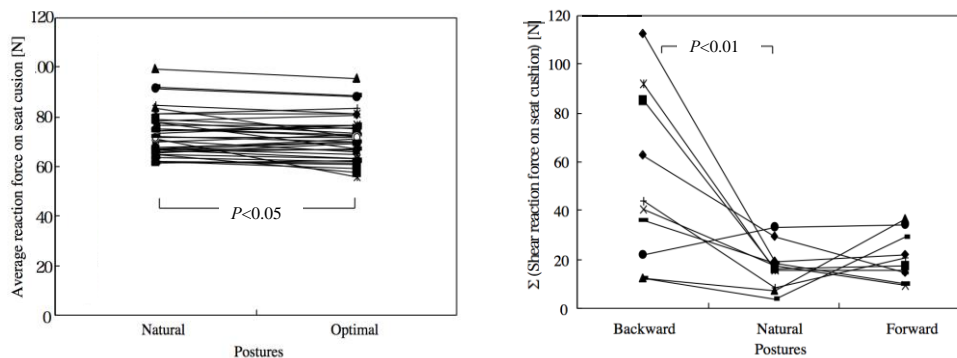 120
100
80
60
40
20
0
Average reaction force on seat cusion [N]
P<0.05
Natural Optimal
Postures
120
100
80
60
40
20
0
Σ (Shear reaction force on seat cushion) [N]
P<0.01
Backward Natural Forward
Postures